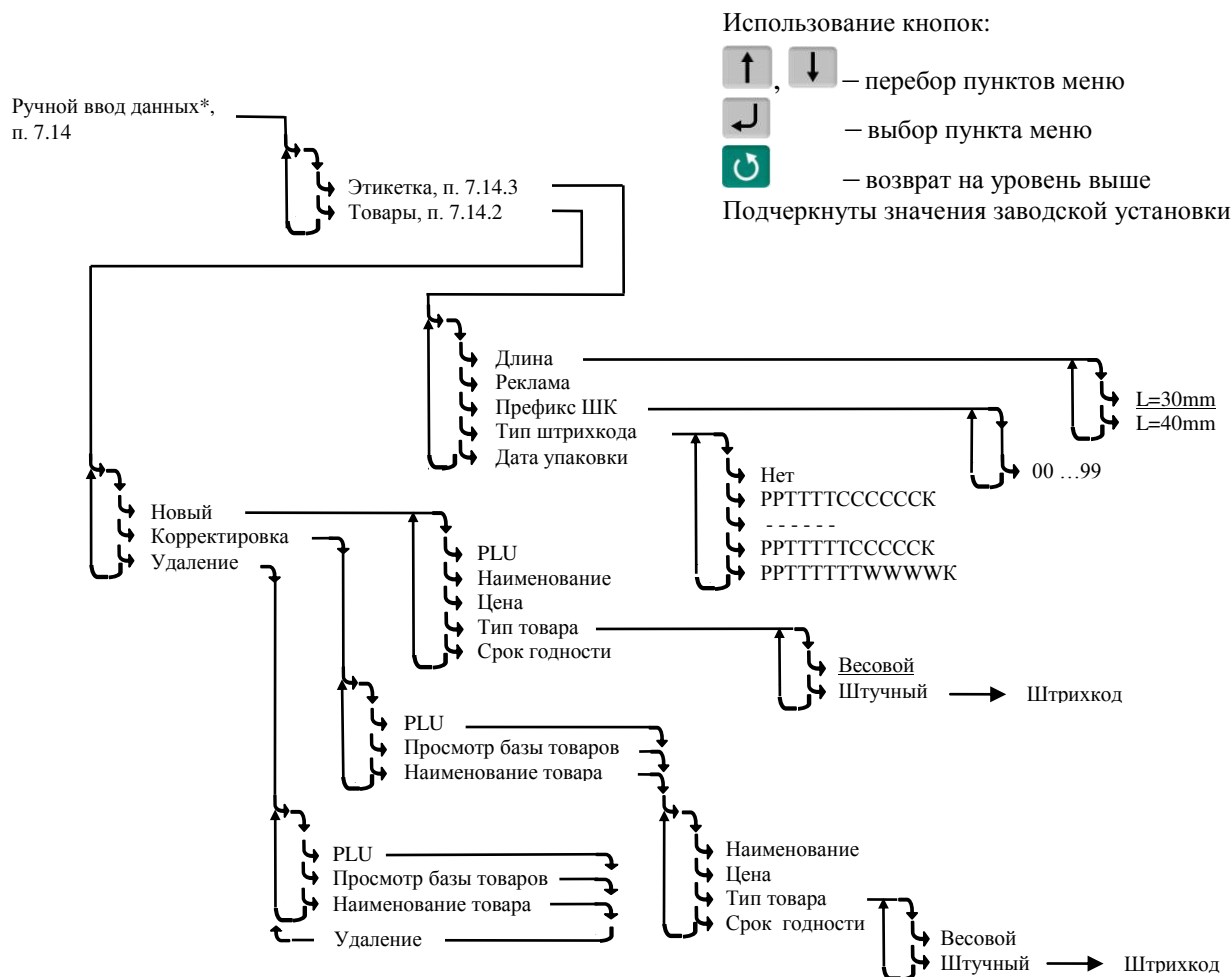 Использование кнопок:
, – перебор пунктов меню
– выбор пункта меню
– возврат на уровень выше
Подчеркнуты значения заводской установки
Ручной ввод данных*,
п. 7.14
Этикетка, п. 7.14.3
Товары, п. 7.14.2
Длина
Реклама
Префикс ШК
Тип штрихкода
Дата упаковки
L=30mm
L=40mm
00 …99
Нет
РРТТТТССССССК
- - - - - -
РРТТТТТСССССК
РРТТТТТТWWWWК
Новый
Корректировка
Удаление
PLU
Наименование
Цена
Тип товара
Срок годности
Весовой
Штучный
Штрихкод
PLU
Просмотр базы товаров
Наименование товара
PLU
Просмотр базы товаров
Наименование товара
Удаление
Наименование
Цена
Тип товара
Срок годности
Весовой
Штучный
Штрихкод